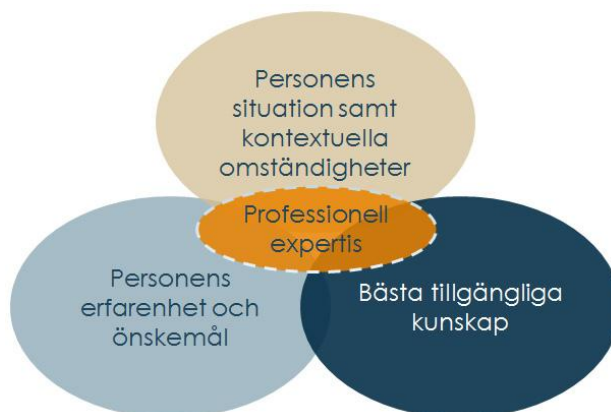 Personens
situation samt
kontextuella
omständigheter
Professionell
expertis
Personens
erfarenhet och
önskemål
Bästa tillgängliga
kunskap